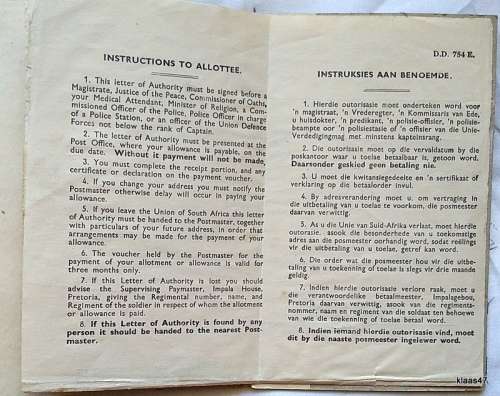 INSTRUCTIONS TO ALLOTTEE.
1. This letter of Authority must be signed before a
Magistrate, Justice of the Peace, Commissioner of Oaths,
your Medical Attendant, Minister of Religion, a Com-
missioned Officer of the Police, Police Officer in charge
of a Police Station, or an officer of the Union Defence
Forces not below the rank of Captain.
2. The letter of Authority must be presented at the
Post Office, where your allowance is payable, on the
due date. Without it payment will not be made.
3. You must complete the receipt portion, and any
certificate or declaration on the payment voucher.
4. If you change your address you must notify the
Postmaster otherwise delay will occur in paying your
allowance.
5. If you leave the Union of South Africa this letter
of Authority must be handed to the Postmaster, together
with particulars of your future address, in order that
arrangements may be made for the payment of your
allowance.
6. The voucher held by the Postmaster for the
payment of your allotment or allowance is valid for
three months only.
7. If this Letter of Authority is lost you should
advise the Supervising Paymaster, Impala House,
Pretoria, giving the Regimental number, name, and
Regiment of the soldier in respect of whom the allotment
or allowance is paid.
8. If this Letter of Authority is found by any
person it should be handed to the nearest Post-
master.
D.D. 754 E.
INSTRUKSIES AAN BENOEMDE.
1. Hierdie outorisasie moet onderteken word voor
'n magistraat, 'n Vrederegter, 'n Kommissaris van Ede,
u huisdokter, 'n predikant, 'n polisie-offisier, 'n polisie-
beampte oor 'n polisiestasie of 'n offisier van die Unie-
Verdedigingmag met minstens kapteinsrang.
2. Die outorisasie moet op die vervaldatum by die
poskantoor waar u toelae betaalbaar is, getoon word.
Daarsonder geskied geen betaling nie.
3. U moet die kwitansiegedeelte en 'n sertifikaat of
verklaring op die betaalorder invul.
4. By adresverandering moet u, om vertraging in
die uitbetaling van u toelae te voorkom, die posmeester
daarvan verwittig.
5. As u die Unie van Suid-Afrika verlaat, moet hierdie
outorisasie. asook die besonderhede van u toekomstige
adres aan die posmeester oorhandig word, sodat reëlings
vir die uitbetaling van u toelae, getref kan word.
6. Die order wat die posmeester hou vir die uitbe-
taling van u toekenning of toelae is slegs vir drie maande
geldig.
7. Indien hierdie outorisasie verlore raak, moet u
die verantwoordelike betaalmeester, Impalagebou,
Pretoria daarvan verwittig, asook van die regiments-
nommer, naam en regiment van die soldaat ten behoewe
van wie die toekenning of toelae betaal word.
8. Indien iemand hierdie outorisasie vind, moet
dit by die naaste posmeester ingelewer word.
klaas47